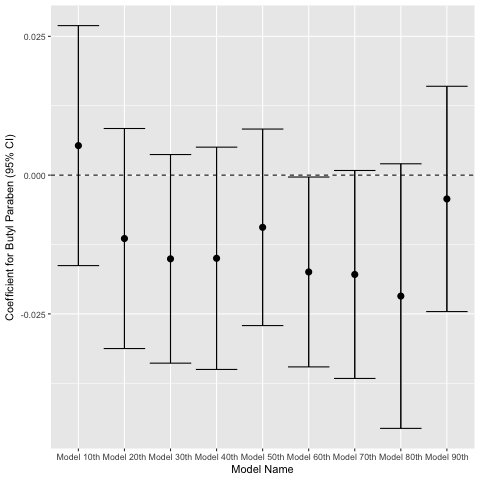 Coefficient for Butyl Paraben (95% CI)
0.025
0.000
-0.025
Model 10th Model 20th Model 30th Model 40th Model 50th Model 60th Model 70th Model 80th Model 90th
Model Name